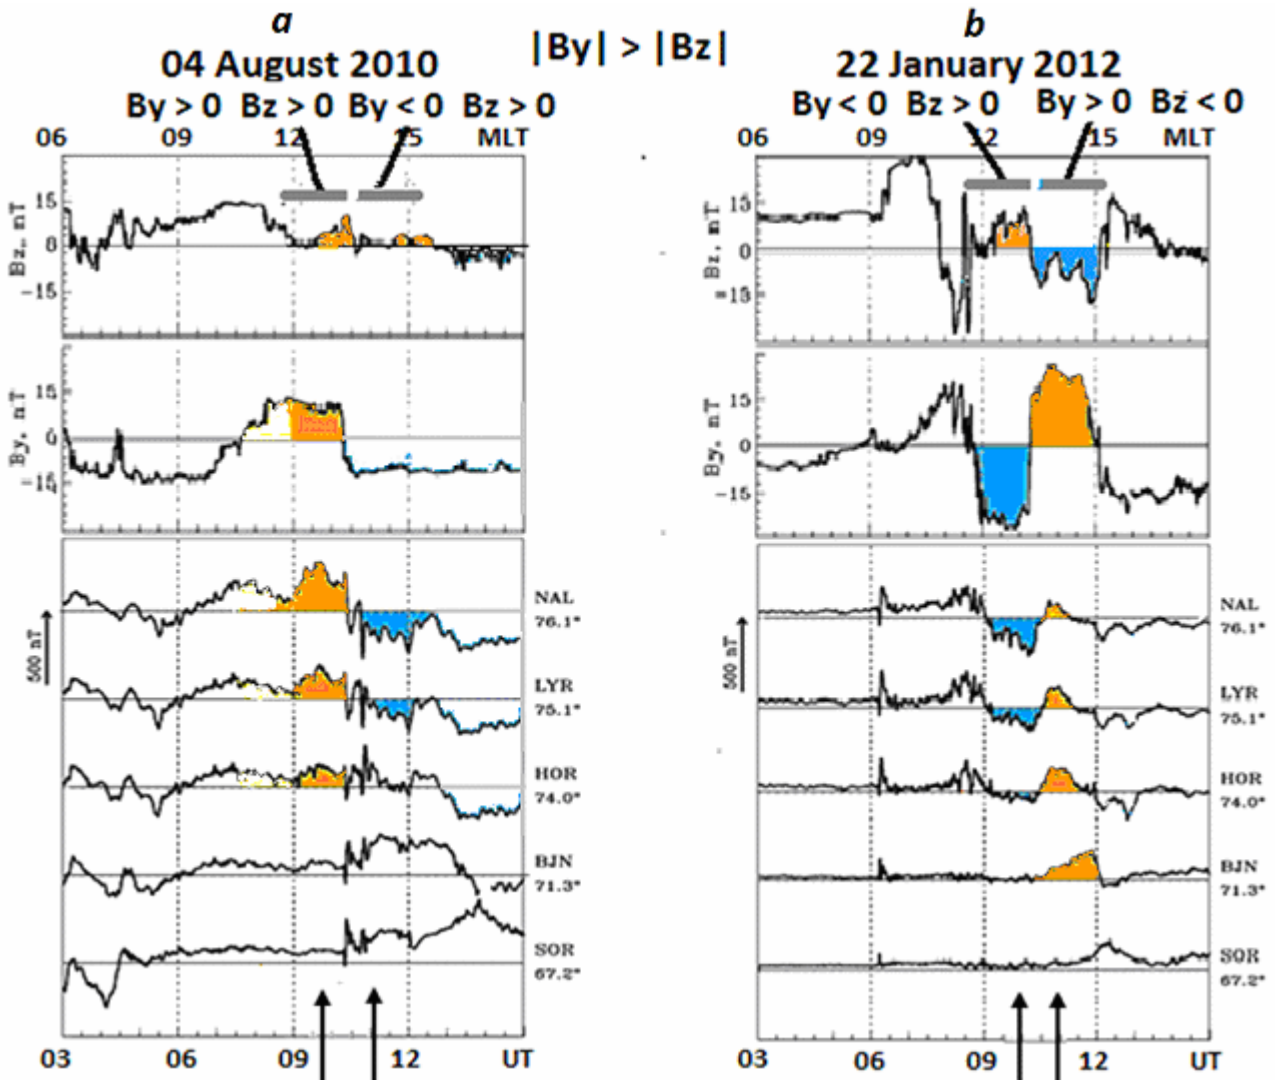 a
04 August 2010
By > 0 Bz > 0 By < 0 Bz > 0
|By| > |Bz|
b
22 January 2012
By < 0 Bz > 0 By > 0 Bz < 0
06 09 12 15 MLT
06 09 12 15 MLT
Bz, nT
15
0
-15
By, nT
15
0
-15
500 nT
NAL
76.1°
LYR
75.1°
HOR
74.0°
BJN
71.3°
SOR
67.2°
03 06 09 12 UT
Bz, nT
15
0
15
By, nT
15
0
-15
500 nT
NAL
76.1°
LYR
75.1°
HOR
74.0°
BJN
71.3°
SOR
67.2°
03 06 09 12 UT